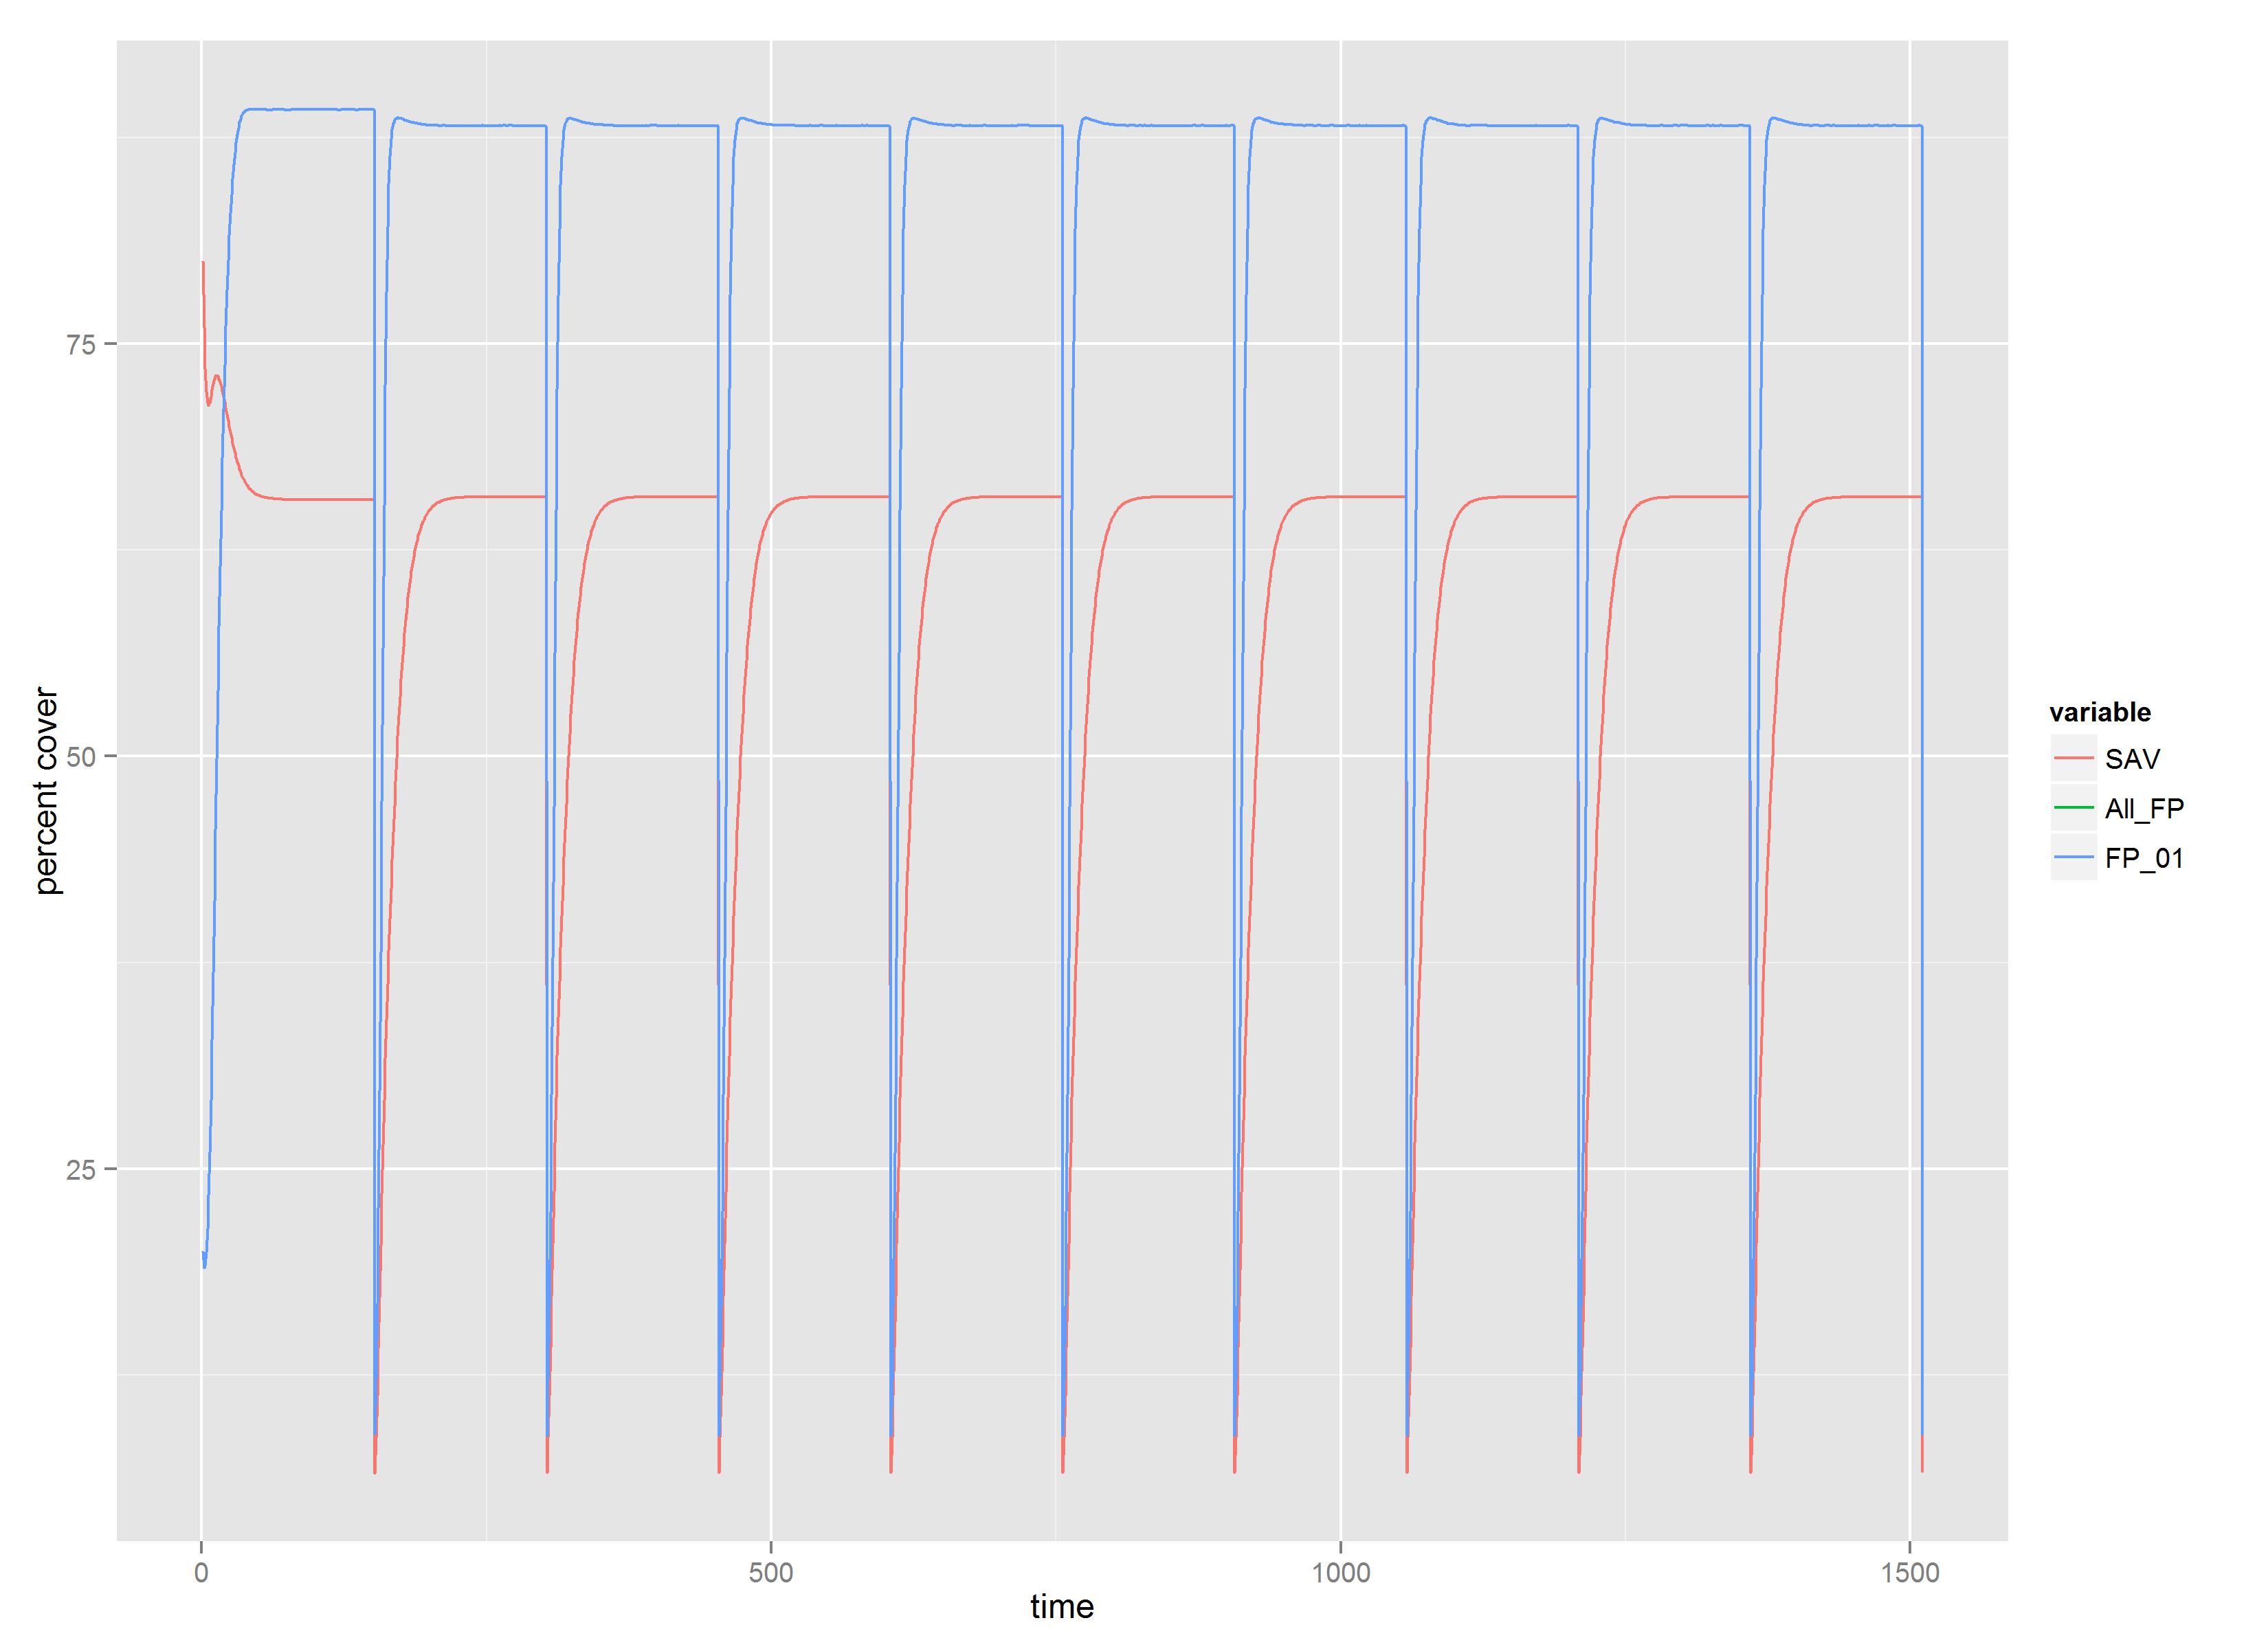 percent cover
75
50
25
0
500
1000
1500
time
variable
SAV
All_FP
FP_01